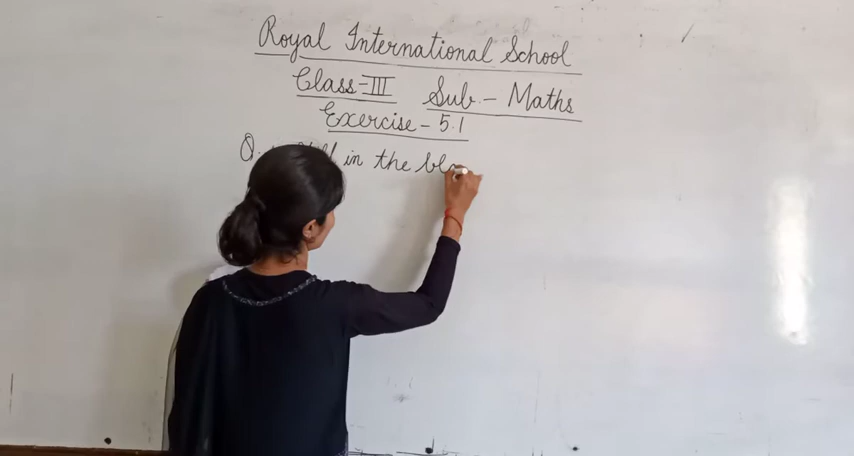 Royal International School
Class-III Sub.- Maths
Exercise - 5.1
Q. in the